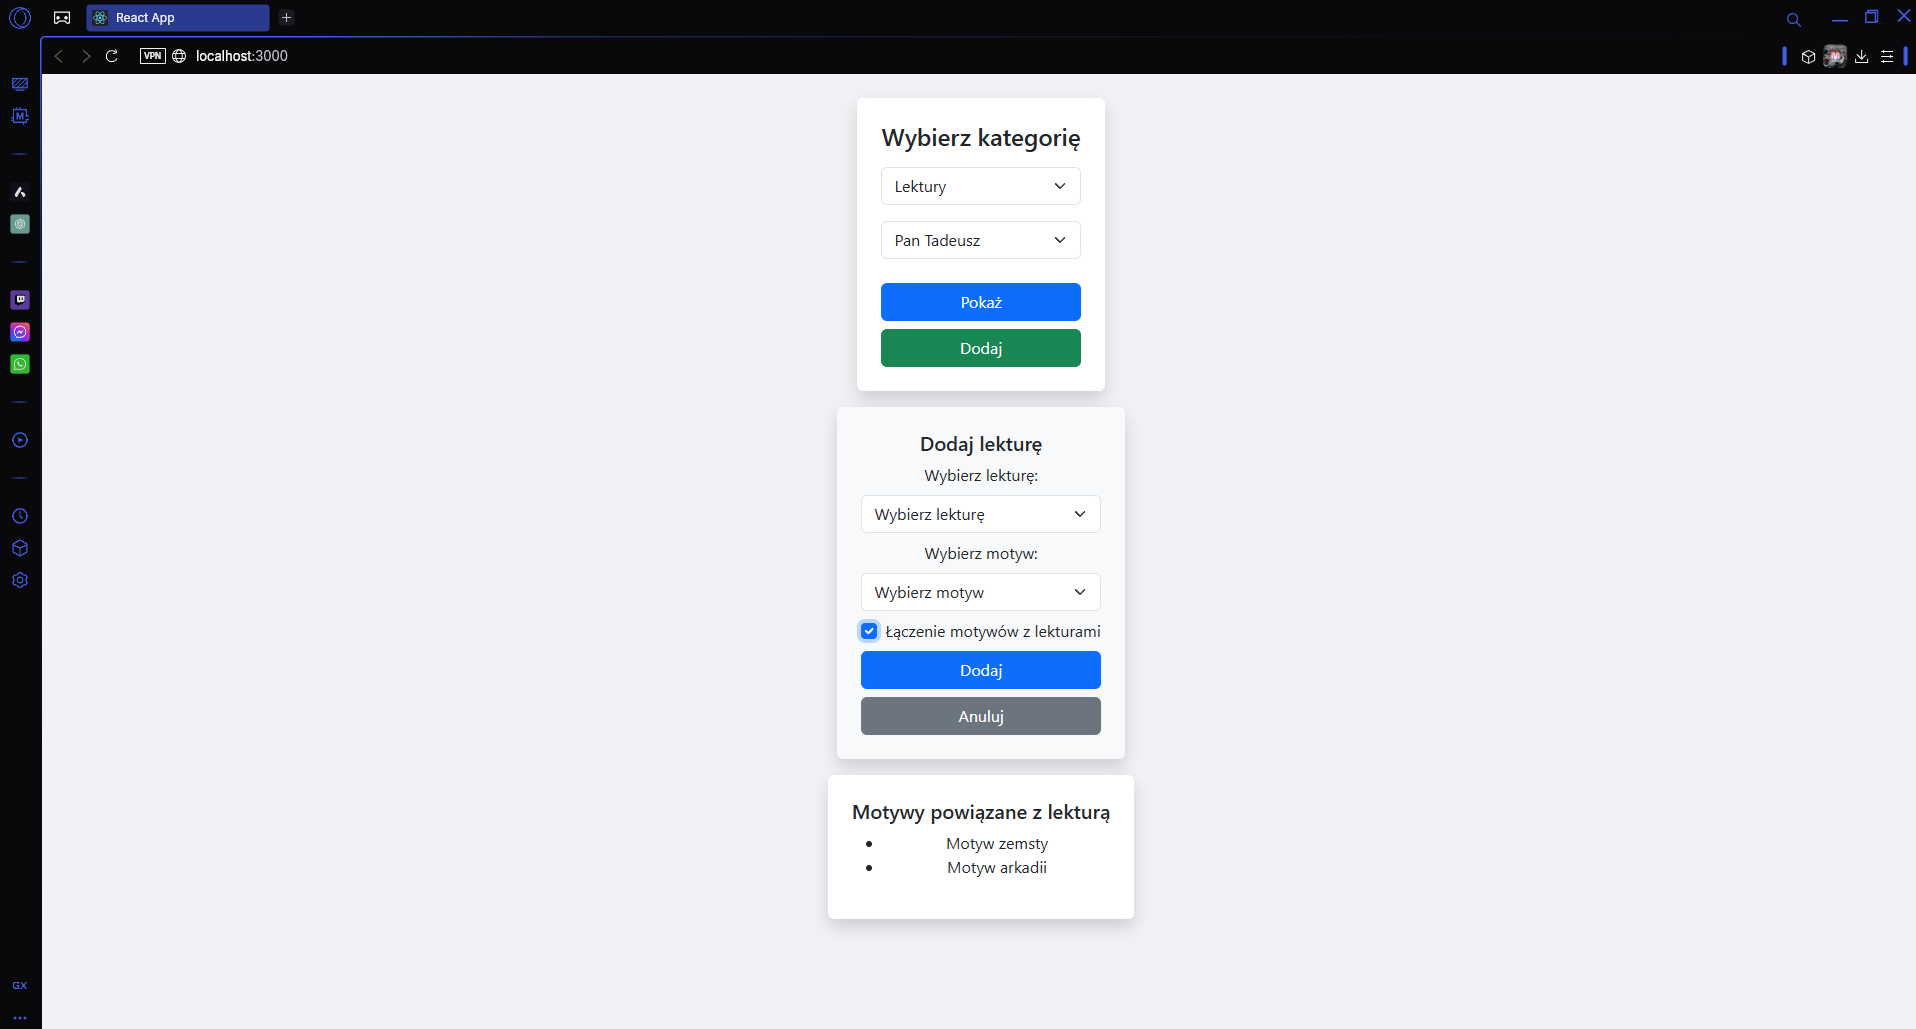 React App
VPN
localhost:3000
M
Wybierz kategorię
Lektury
Pan Tadeusz
Pokaż
Dodaj
Dodaj lekturę
Wybierz lekturę:
Wybierz lekturę
Wybierz motyw:
Wybierz motyw
Łączenie motywów z lekturami
Dodaj
Anuluj
Motywy powiązane z lekturą
Motyw zemsty
Motyw arkadii
GX